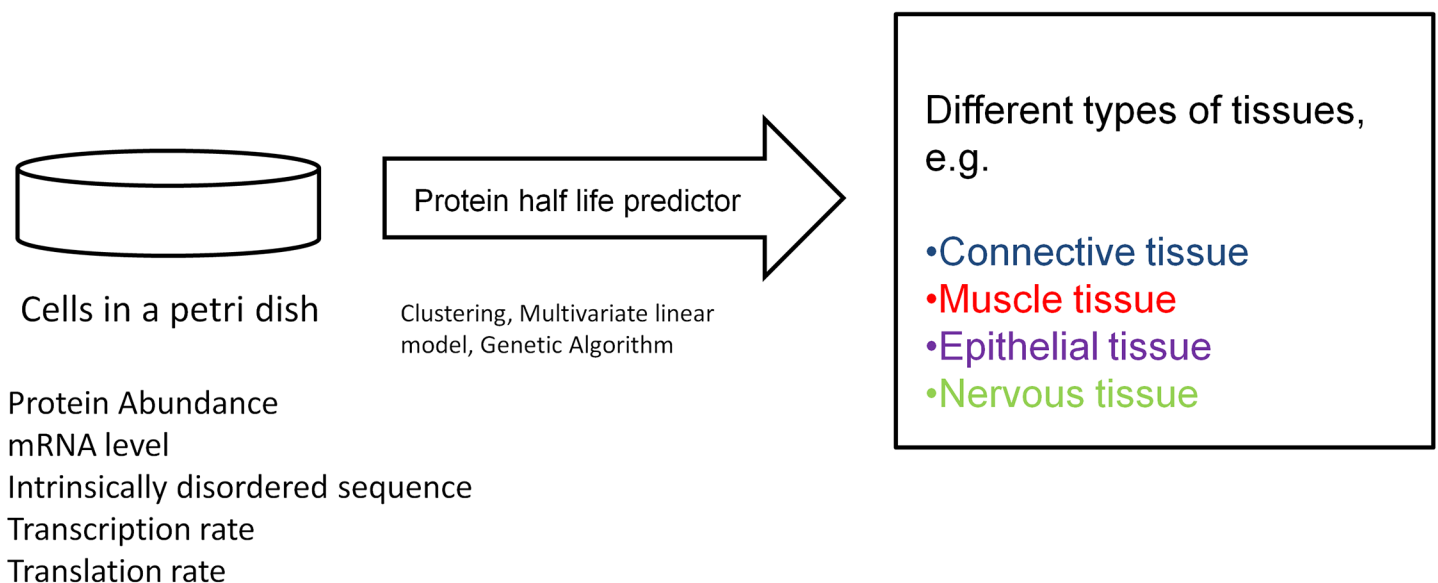 Different types of tissues,
e.g.
•Connective tissue
•Muscle tissue
•Epithelial tissue
•Nervous tissue
Protein half life predictor
Cells in a petri dish
Clustering, Multivariate linear
model, Genetic Algorithm
Protein Abundance
mRNA level
Intrinsically disordered sequence
Transcription rate
Translation rate